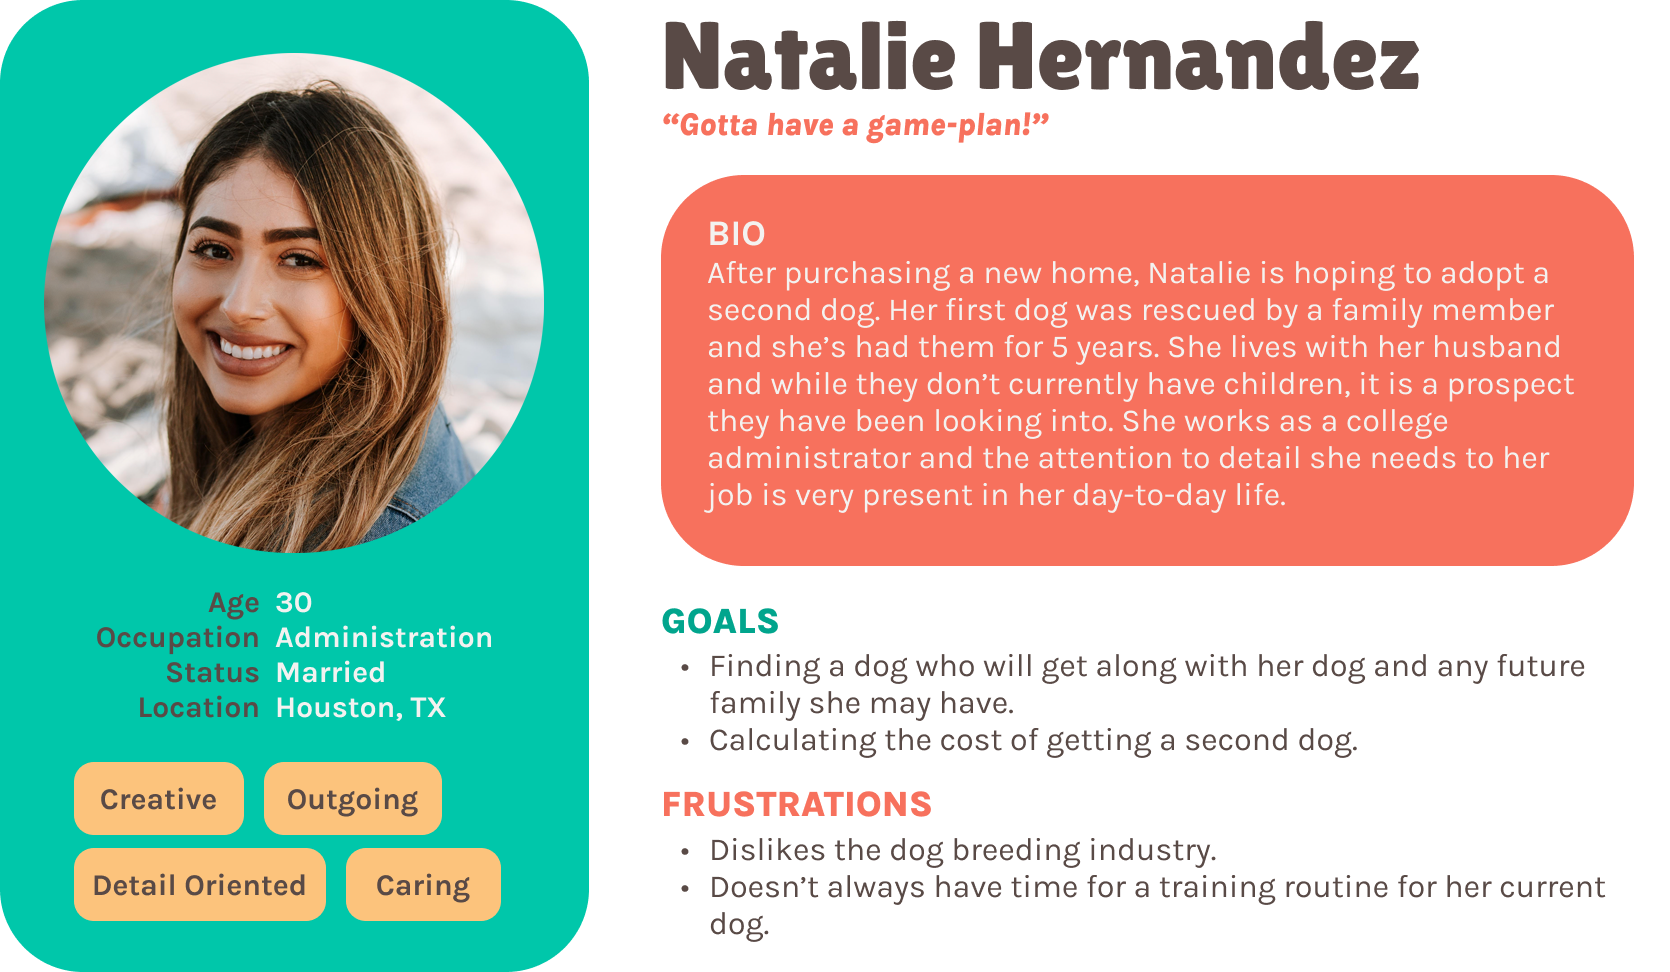 Natalie Hernandez
“Gotta have a game-plan!”
BIO
After purchasing a new home, Natalie is hoping to adopt a
second dog. Her first dog was rescued by a family member
and she’s had them for 5 years. She lives with her husband
and while they don’t currently have children, it is a prospect
they have been looking into. She works as a college
administrator and the attention to detail she needs to her
job is very present in her day-to-day life.
Age 30
Occupation Administration
Status Married
Location Houston, TX
Creative
Outgoing
Detail Oriented
Caring
GOALS
• Finding a dog who will get along with her dog and any future
family she may have.
• Calculating the cost of getting a second dog.
FRUSTRATIONS
• Dislikes the dog breeding industry.
• Doesn’t always have time for a training routine for her current
dog.